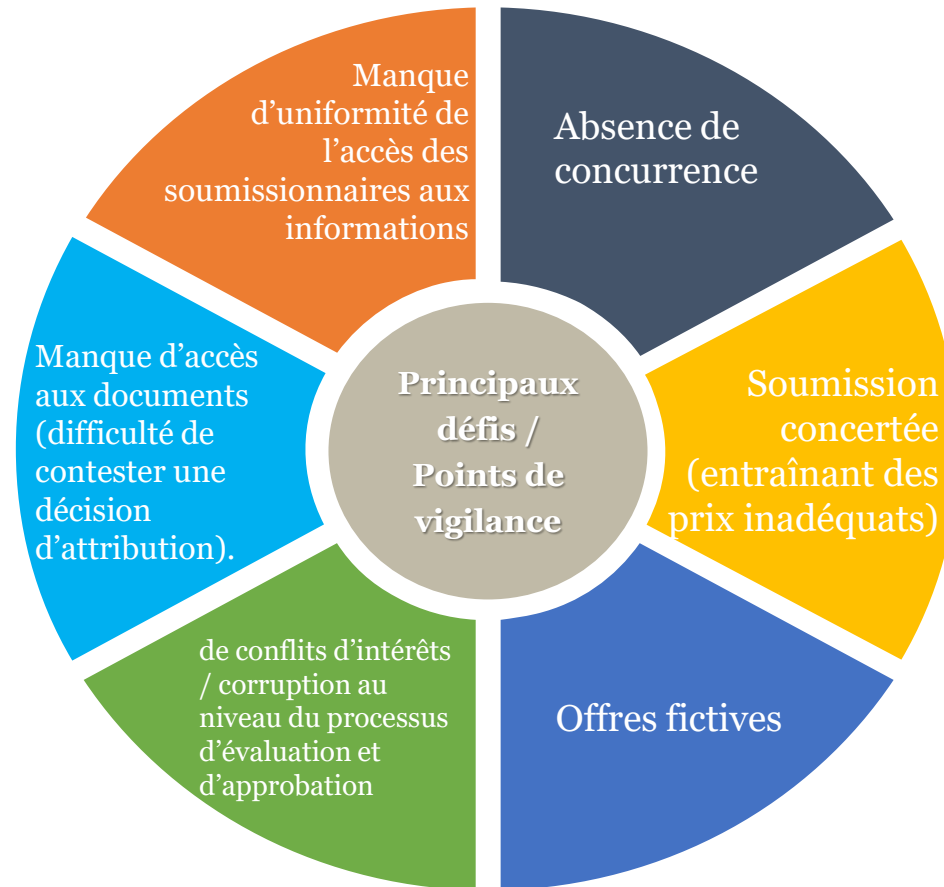 Manque
d’uniformité de
l’accès des
soumissionnaires aux
informations
Absence de
concurrence
Manque d’accès
aux documents
(difficulté de
contester une
décision
d’attribution).
Principaux
défis /
Points de
vigilance
Soumission
concertée
(entraînant des
prix inadéquats)
de conflits d’intérêts
/ corruption au
niveau du processus
d’évaluation et
d’approbation
Offres fictives